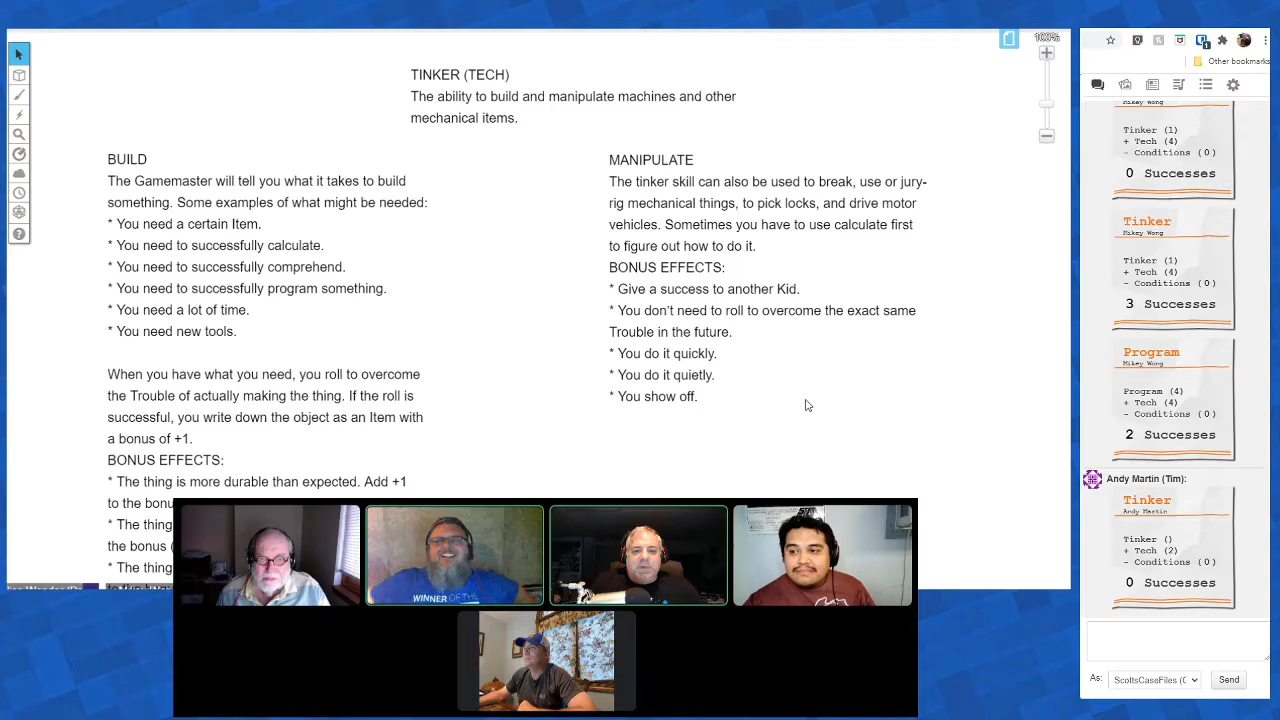 100%
TINKER (TECH)
The ability to build and manipulate machines and other
mechanical items.
BUILD
The Gamemaster will tell you what it takes to build
something. Some examples of what might be needed:
* You need a certain Item.
* You need to successfully calculate.
* You need to successfully comprehend.
* You need to successfully program something.
* You need a lot of time.
* You need new tools.
When you have what you need, you roll to overcome
the Trouble of actually making the thing. If the roll is
successful, you write down the object as an Item with
a bonus of +1.
BONUS EFFECTS:
* The thing is more durable than expected. Add +1
to the bonu
* The thing
the bonus (
* The thing
MANIPULATE
The tinker skill can also be used to break, use or jury-
rig mechanical things, to pick locks, and drive motor
vehicles. Sometimes you have to use calculate first
to figure out how to do it.
BONUS EFFECTS:
* Give a success to another Kid.
* You don’t need to roll to overcome the exact same
Trouble in the future.
* You do it quickly.
* You do it quietly.
* You show off.
WINNER OF THE
Other bookmarks
Mikey Wong
Tinker (1)
+ Tech (4)
- Conditions (0)
0 Successes
Tinker
Mikey Wong
Tinker (1)
+ Tech (4)
- Conditions (0)
3 Successes
Program
Mikey Wong
Program (4)
+ Tech (4)
- Conditions (0)
2 Successes
Andy Martin (Tim):
Tinker
Andy Martin
Tinker ()
+ Tech (2)
- Conditions (0)
0 Successes
As:
ScottsCaseFiles (G
Send